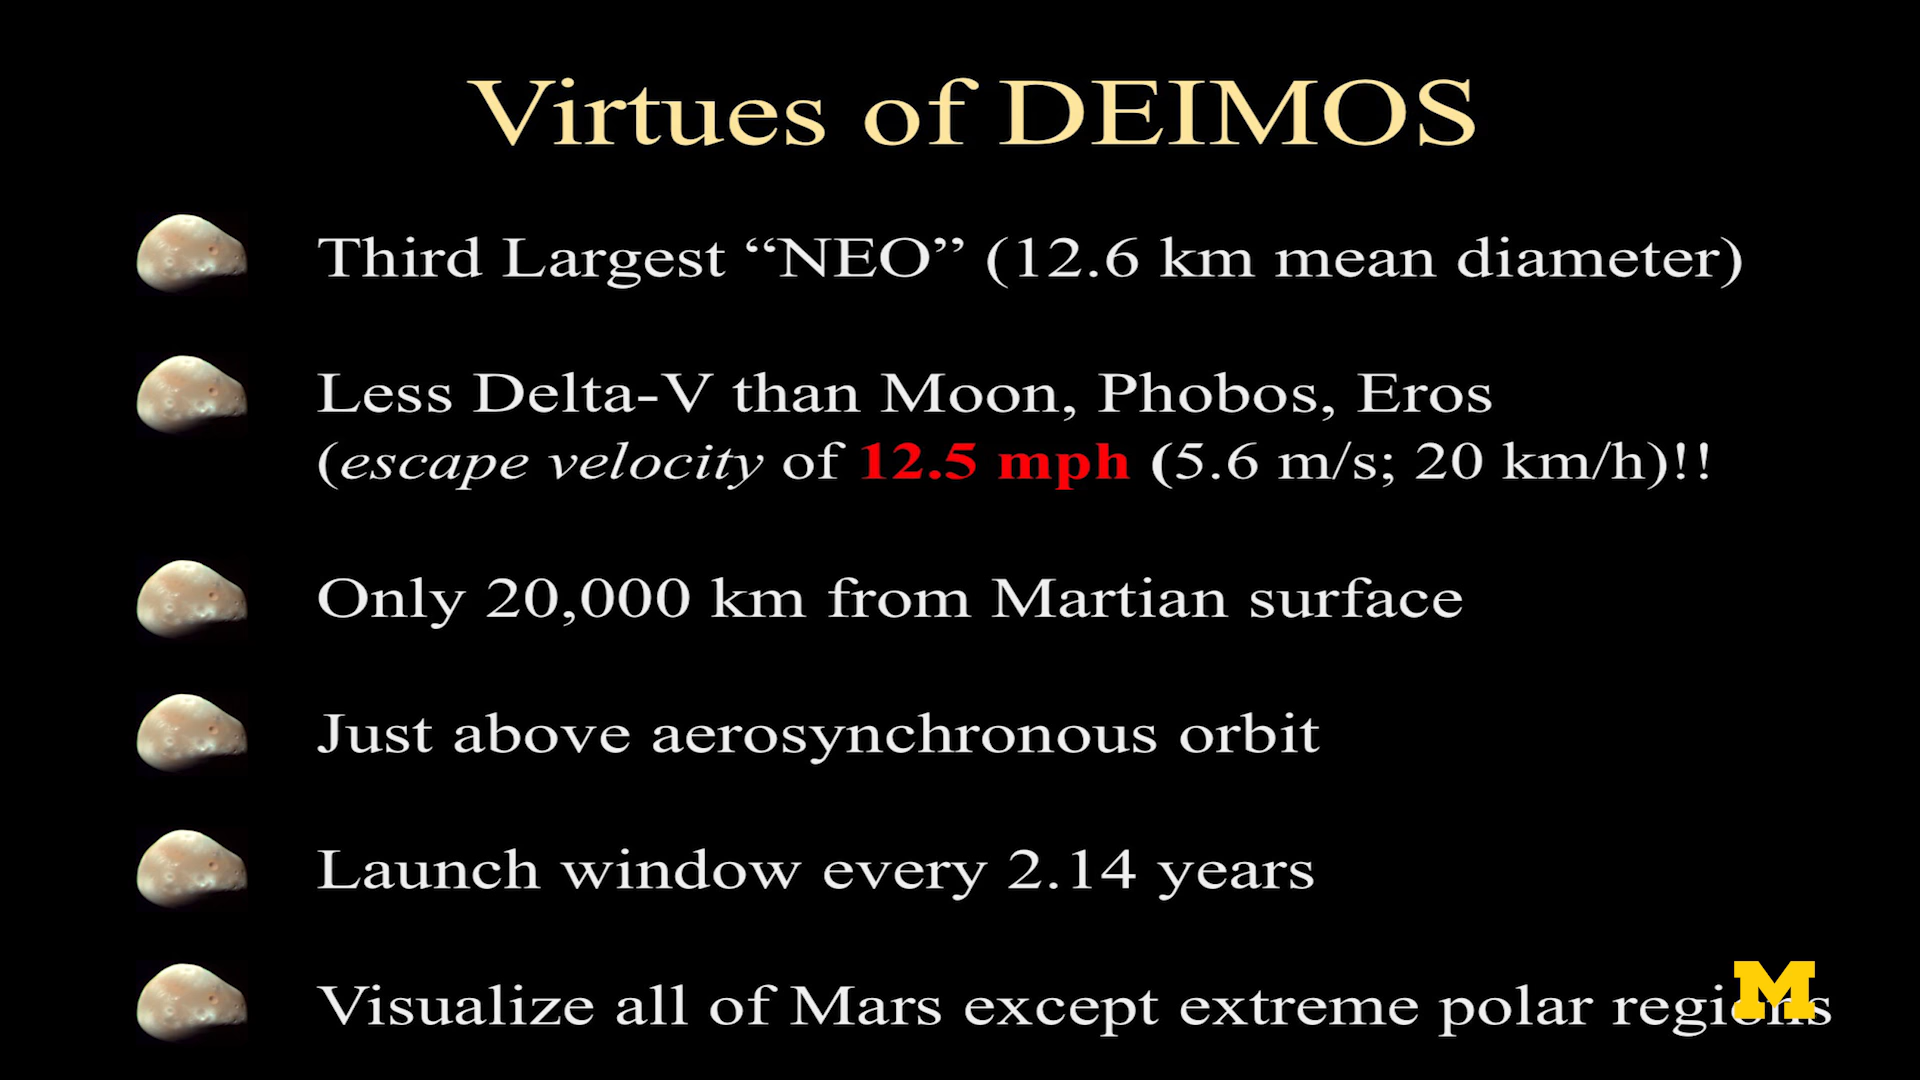 Virtues of DEIMOS
Third Largest “NEO” (12.6 km mean diameter)
Less Delta-V than Moon, Phobos, Eros
(escape velocity of 12.5 mph (5.6 m/s; 20 km/h)!!
Only 20,000 km from Martian surface
Just above aerosynchronous orbit
Launch window every 2.14 years
Visualize all of Mars except extreme polar regions
M